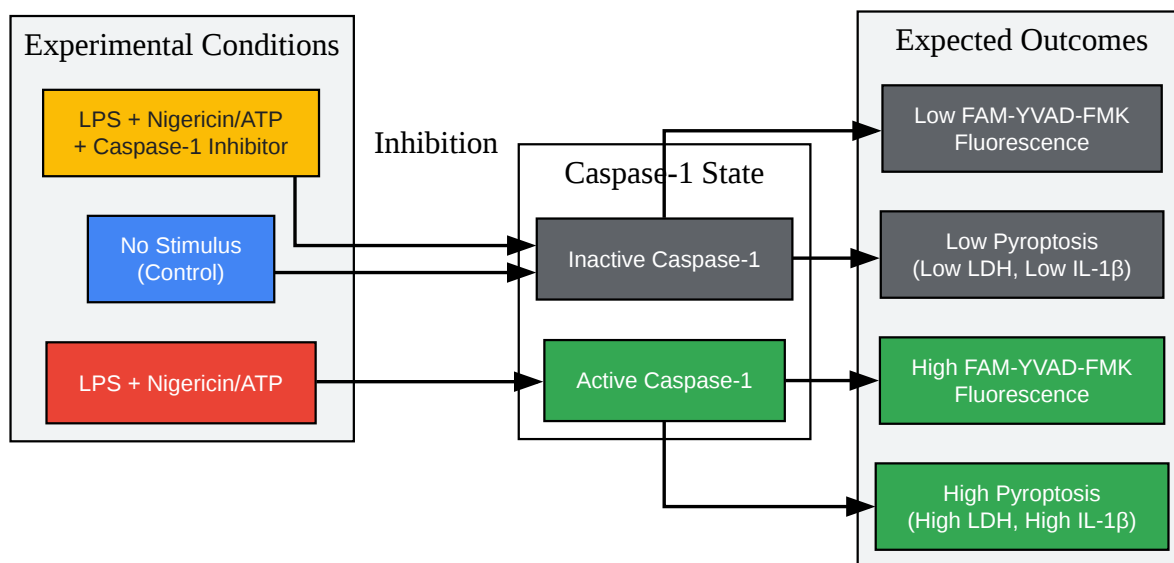 Experimental Conditions
LPS + Nigericin/ATP
+ Caspase-1 Inhibitor
No Stimulus
(Control)
LPS + Nigericin/ATP
Inhibition
Caspase-1 State
Inactive Caspase-1
Active Caspase-1
Expected Outcomes
Low FAM-YVAD-FMK
Fluorescence
Low Pyroptosis
(Low LDH, Low IL-1β)
High FAM-YVAD-FMK
Fluorescence
High Pyroptosis
(High LDH, High IL-1β)